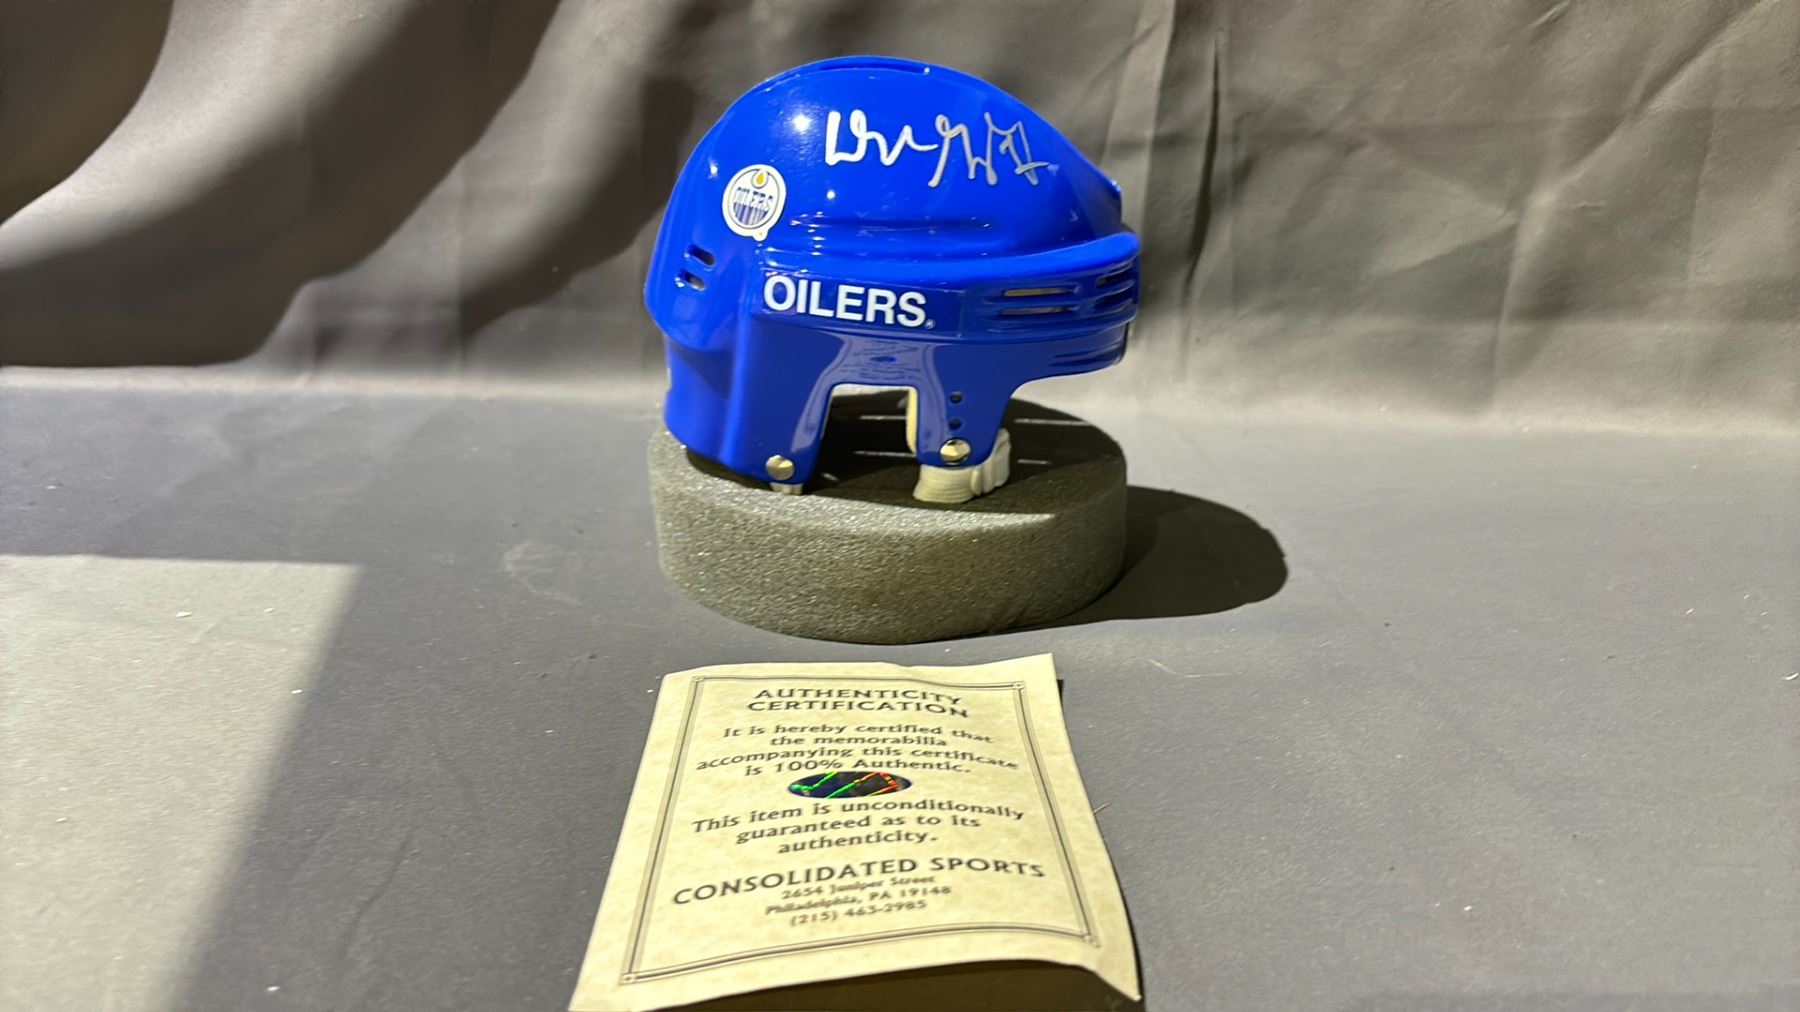 OILERS
OILERS®
AUTHENTICITY
CERTIFICATION
It is hereby certified that
the memorabilia
accompanying this certificate
is 100% Authentic.
This item is unconditionally
guaranteed as to its
authenticity.
CONSOLIDATED SPORTS
2654 Juniper Street
Philadelphia, PA 19148
(215) 463-2985